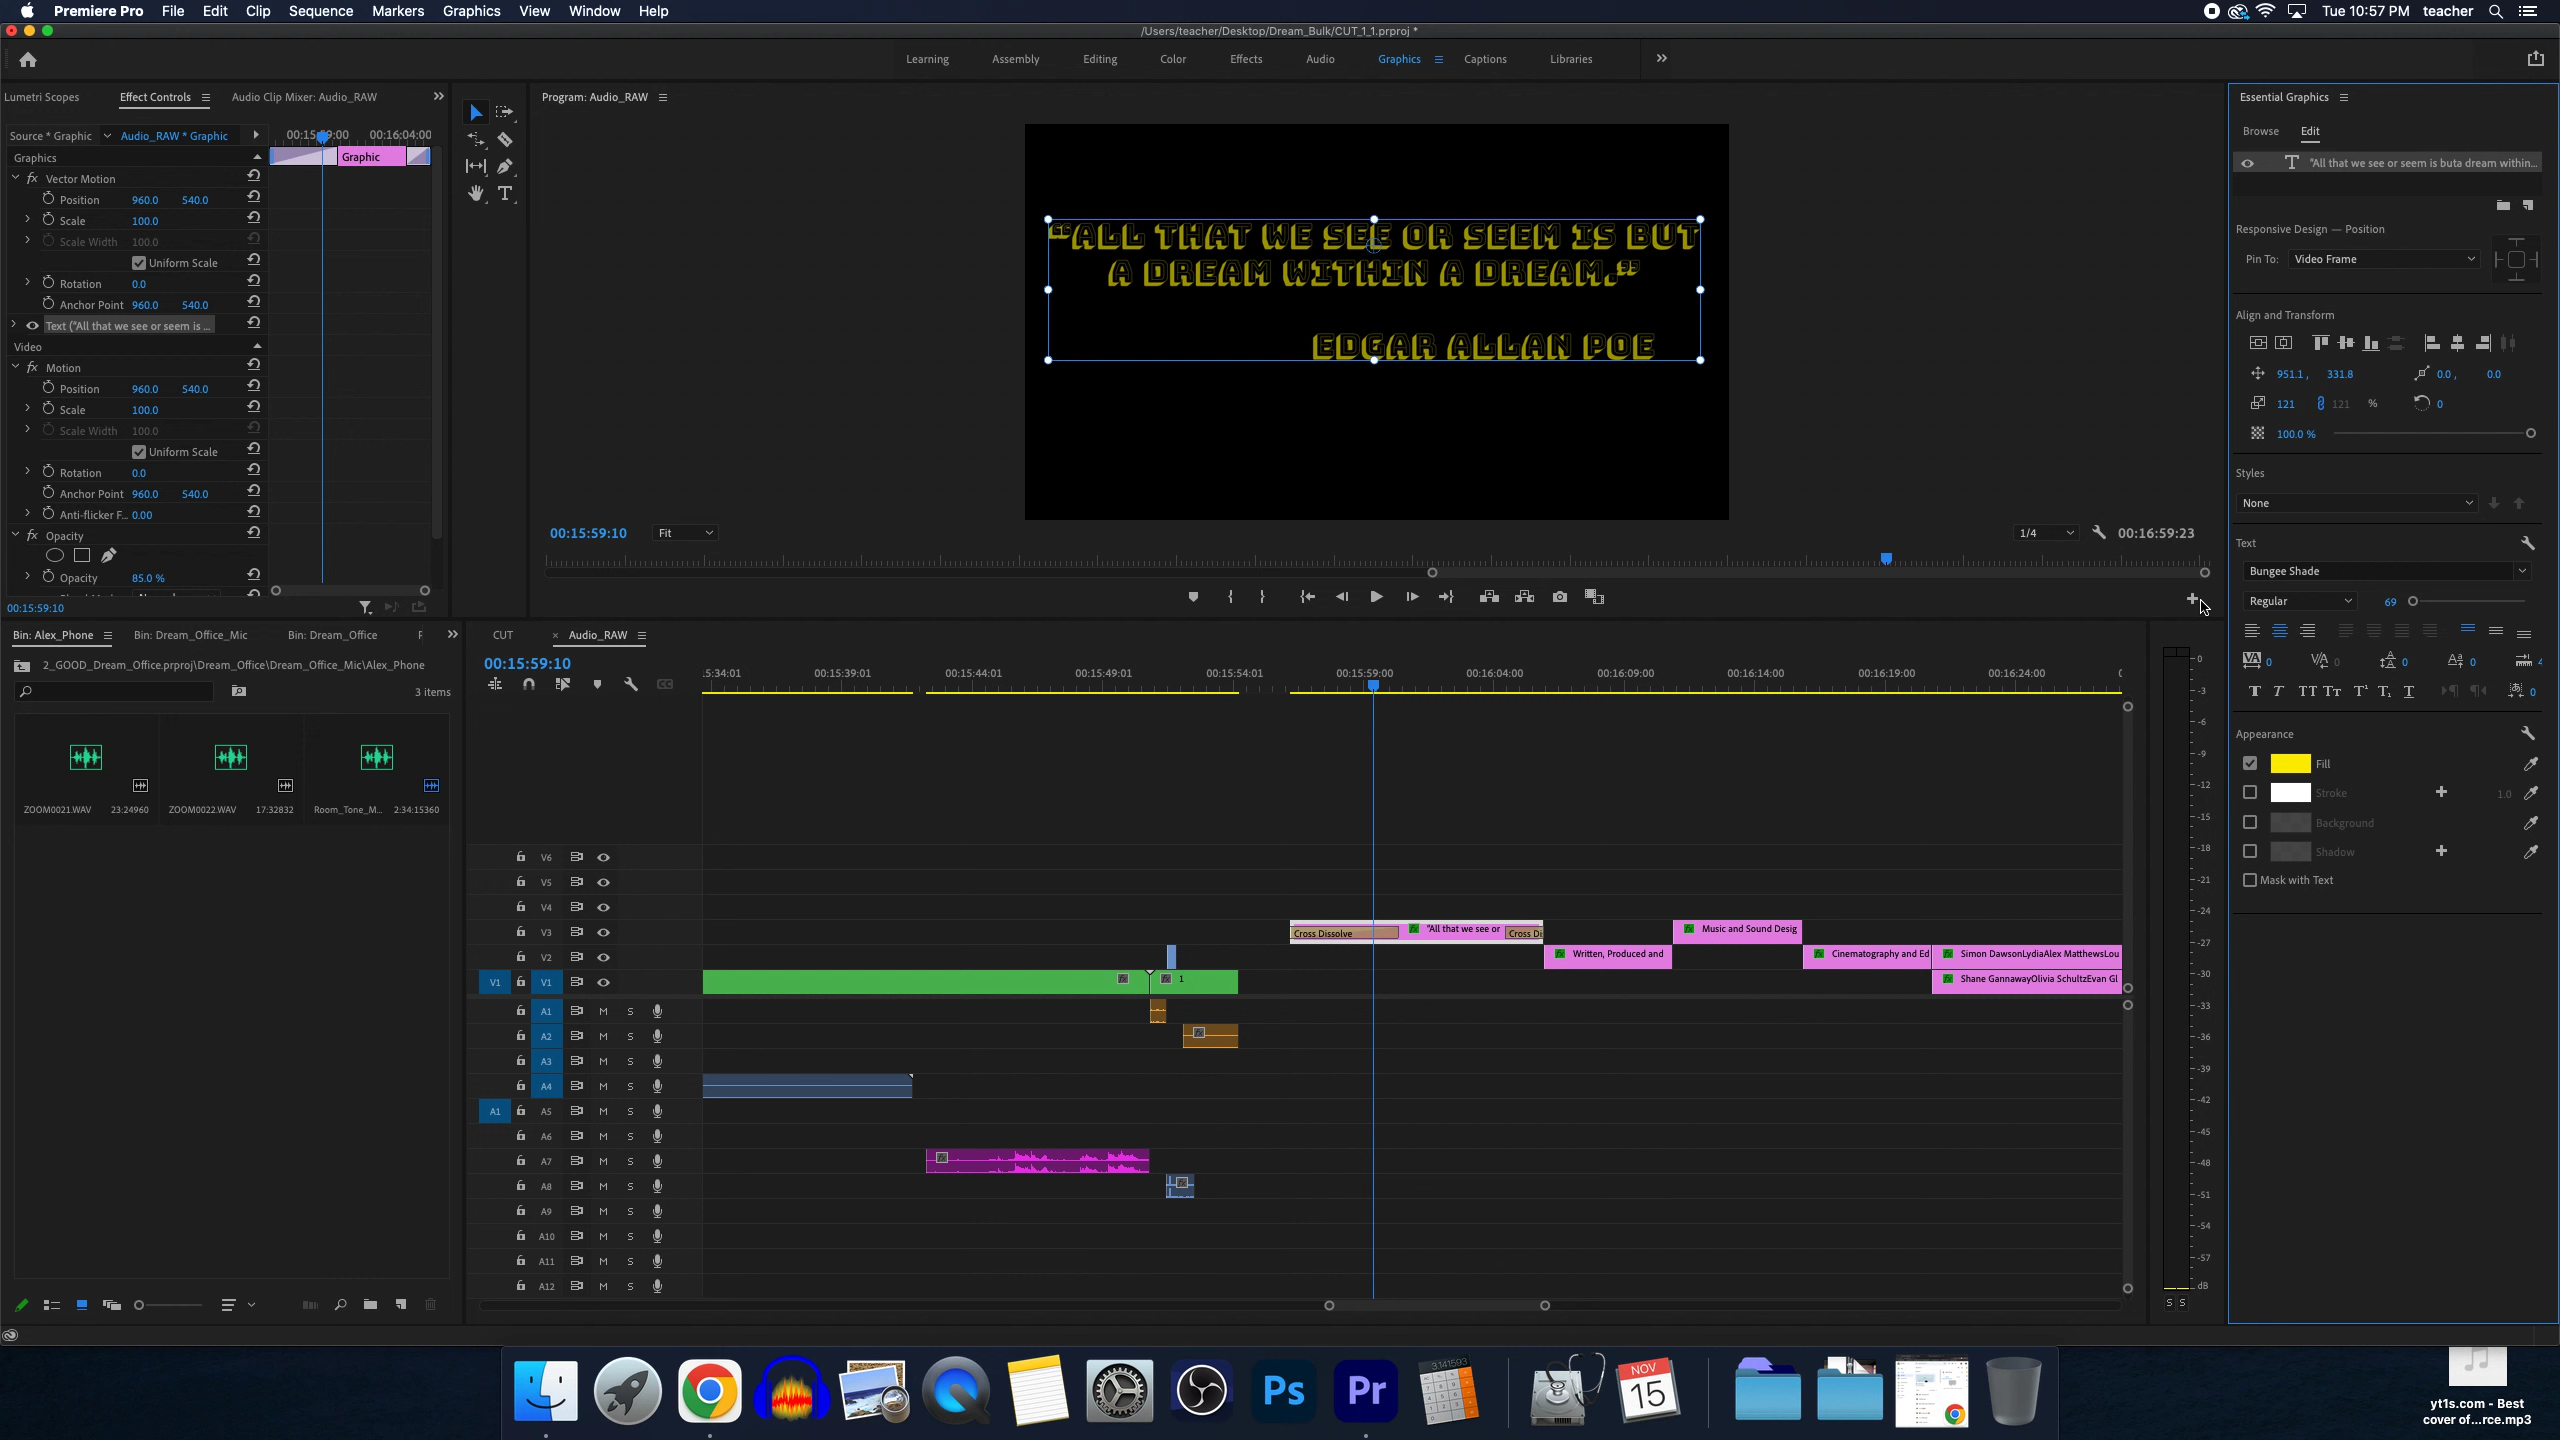 Premiere Pro File Edit Clip Sequence Markers Graphics View Window Help
Tue 10:57 PM teacher
/Users/teacher/Desktop/Dream_Bulk/CUT_1_1.prproj *
Learning Assembly Editing Color Effects Audio Graphics Captions Libraries
Lumetri Scopes Effect Controls Audio Clip Mixer: Audio_RAW
Source * Graphic Audio_RAW * Graphic 00:16:04:00
Graphics Graphic
Vector Motion
Position 960.0 540.0
Scale 100.0
Scale Width 100.0
Uniform Scale
Rotation 0.0
Anchor Point 960.0 540.0
Text ("All that we see or seem is ...
Video
Motion
Position 960.0 540.0
Scale 100.0
Scale Width 100.0
Uniform Scale
Rotation 0.0
Anchor Point 960.0 540.0
Anti-flicker F... 0.00
Opacity
Opacity 85.0 %
00:15:59:10
Program: Audio_RAW
“ALL THAT WE SEE OR SEEM IS BUT
A DREAM WITHIN A DREAM.”
EDGAR ALLAN POE
00:15:59:10 Fit 1/4 00:16:59:23
Essential Graphics
Browse Edit
"All that we see or seem is buta dream within...
Responsive Design — Position
Pin To: Video Frame
Align and Transform
951.1 , 331.8 0.0 , 0.0
121 121 % 0
100.0 %
Styles
None
Text
Bungee Shade
Regular 69
0 0 0 0 4
T T TT Tt T¹ T₁ T 0
Appearance
Fill
Stroke 1.0
Background
Shadow
Mask with Text
Bin: Alex_Phone Bin: Dream_Office_Mic Bin: Dream_Office
2_GOOD_Dream_Office.prproj\Dream_Office\Dream_Office_Mic\Alex_Phone
3 items
ZOOM0021.WAV 23:24960 ZOOM0022.WAV 17:32832 Room_Tone_M... 2:34:15360
CUT × Audio_RAW
00:15:59:10
:5:34:01 00:15:39:01 00:15:44:01 00:15:49:01 00:15:54:01 00:15:59:00 00:16:04:00 00:16:09:00 00:16:14:00 00:16:19:00 00:16:24:00
V6
V5
V4
V3 Cross Dissolve "All that we see or Cross Di Music and Sound Desig
V2 Written, Produced and Cinematography and Ed Simon DawsonLydiaAlex MatthewsLou
V1 V1 1 Shane GannawayOlivia SchultzEvan Gl
A1 M S
A2 M S
A3 M S
A4 M S
A1 A5 M S
A6 M S
A7 M S
A8 M S
A9 M S
A10 M S
A11 M S
A12 M S
0
-3
-6
-9
-12
-15
-18
-21
-24
-27
-30
-33
-36
-39
-42
-45
-48
-51
-54
-57
dB
S S
Ps Pr 3.141593 NOV
15
yt1s.com - Best
cover of...rce.mp3